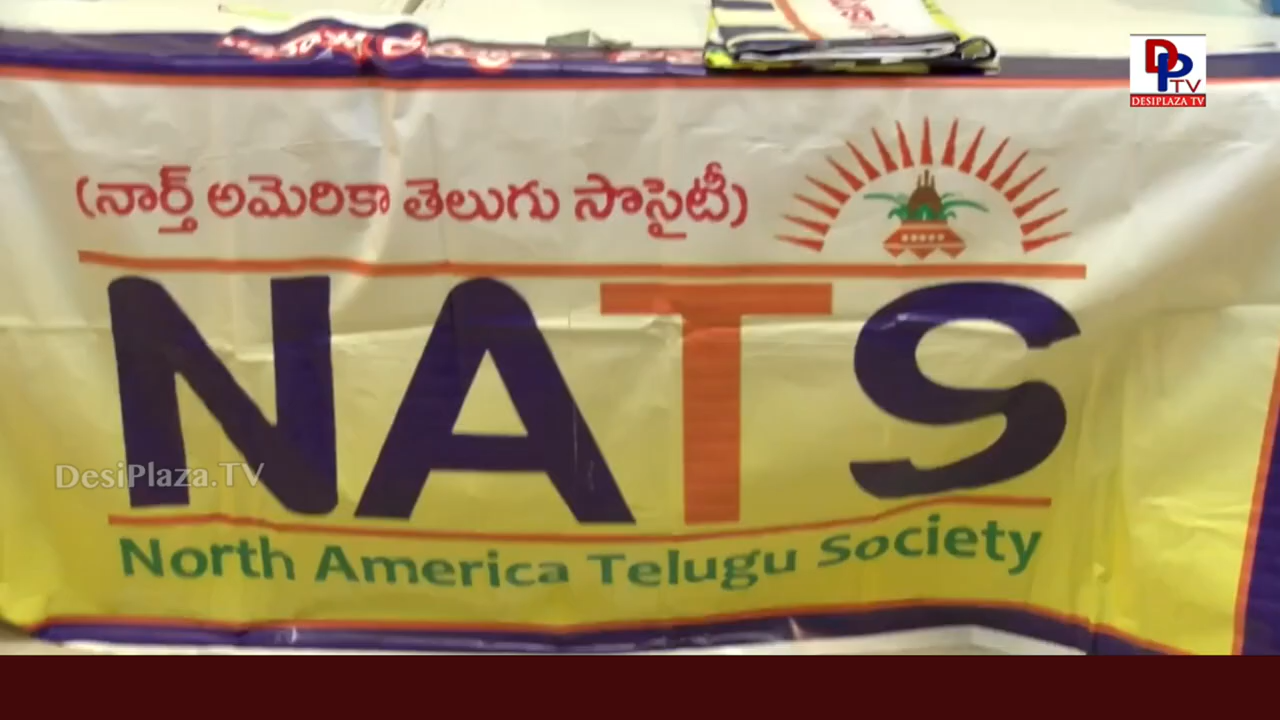 DP TV
DESIPLAZA TV
(నార్త్ అమెరికా తెలుగు సొసైటీ)
NATS
DesiPlaza.TV
North America Telugu Society